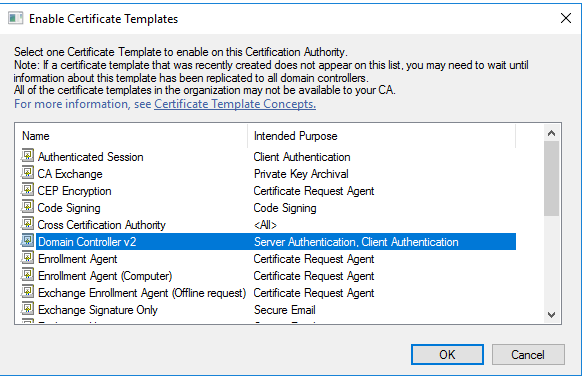 Enable Certificate Templates
Select one Certificate Template to enable on this Certification Authority.
Note: If a certificate template that was recently created does not appear on this list, you may need to wait until
information about this template has been replicated to all domain controllers.
All of the certificate templates in the organization may not be available to your CA.
For more information, see Certificate Template Concepts.
Name Intended Purpose
Authenticated Session Client Authentication
CA Exchange Private Key Archival
CEP Encryption Certificate Request Agent
Code Signing Code Signing
Cross Certification Authority <All>
Domain Controller v2 Server Authentication, Client Authentication
Enrollment Agent Certificate Request Agent
Enrollment Agent (Computer) Certificate Request Agent
Exchange Enrollment Agent (Offline request) Certificate Request Agent
Exchange Signature Only Secure Email
OK Cancel